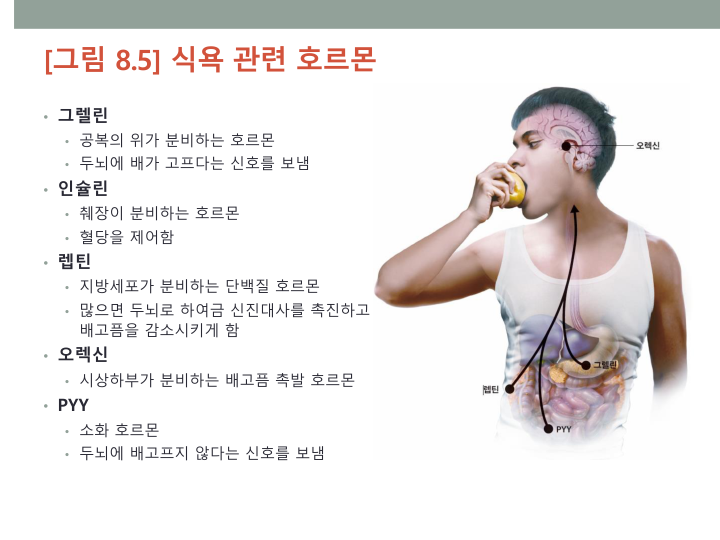 [그림 8.5] 식욕 관련 호르몬
• 그렐린
• 공복의 위가 분비하는 호르몬
• 두뇌에 배가 고프다는 신호를 보냄
• 인슐린
• 췌장이 분비하는 호르몬
• 혈당을 제어함
• 렙틴
• 지방세포가 분비하는 단백질 호르몬
• 많으면 두뇌로 하여금 신진대사를 촉진하고
배고픔을 감소시키게 함
• 오렉신
• 시상하부가 분비하는 배고픔 촉발 호르몬
• PYY
• 소화 호르몬
• 두뇌에 배고프지 않다는 신호를 보냄
오렉신
그렐린
렙틴
PYY